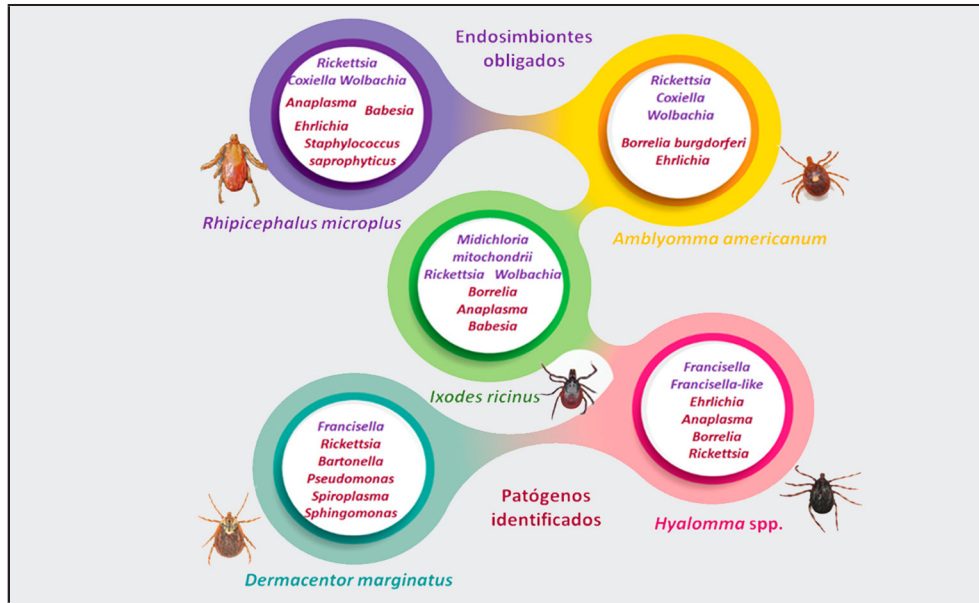 Endosimbiontes
obligados
Rickettsia
Coxiella Wolbachia
Anaplasma
Babesia
Ehrlichia
Staphylococcus
saprophyticus
Rhipicephalus microplus
Rickettsia
Coxiella
Wolbachia
Borrelia burgdorferi
Ehrlichia
Amblyomma americanum
Midichloria
mitochondrii
Rickettsia Wolbachia
Borrelia
Anaplasma
Babesia
Ixodes ricinus
Francisella
Francisella-like
Ehrlichia
Anaplasma
Borrelia
Rickettsia
Hyalomma spp.
Francisella
Rickettsia
Bartonella
Pseudomonas
Spiroplasma
Sphingomonas
Dermacentor marginatus
Patógenos
identificados